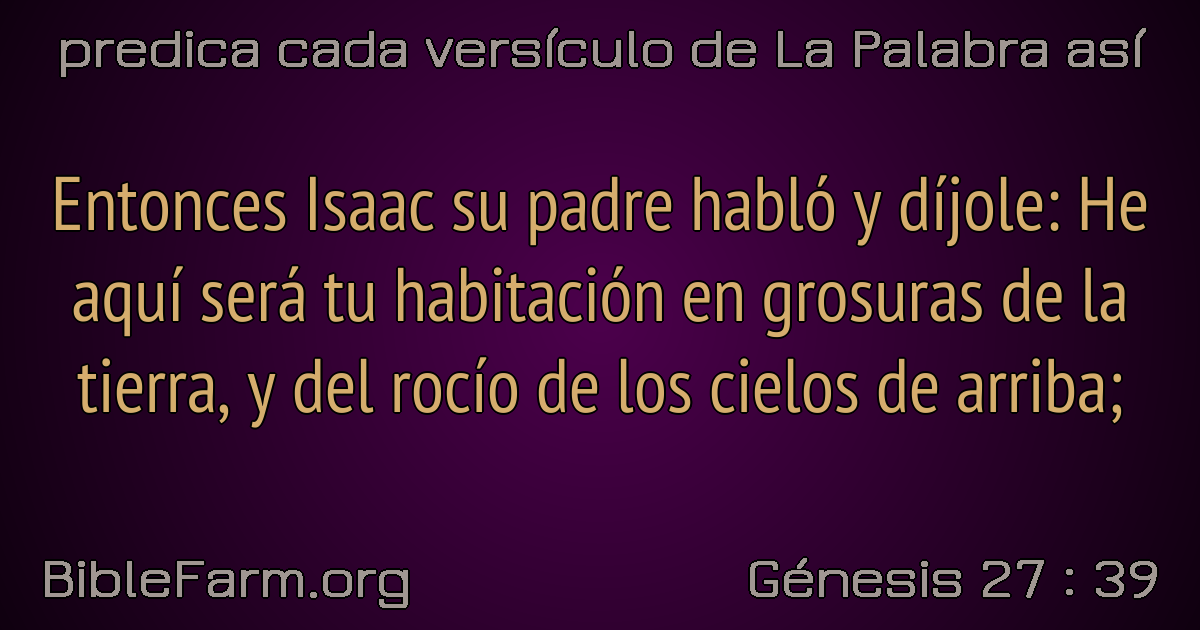 predica cada versículo de La Palabra así
Entonces Isaac su padre habló y díjole: He
aquí será tu habitación en grosuras de la
tierra, y del rocío de los cielos de arriba;
BibleFarm.org
Génesis 27 : 39